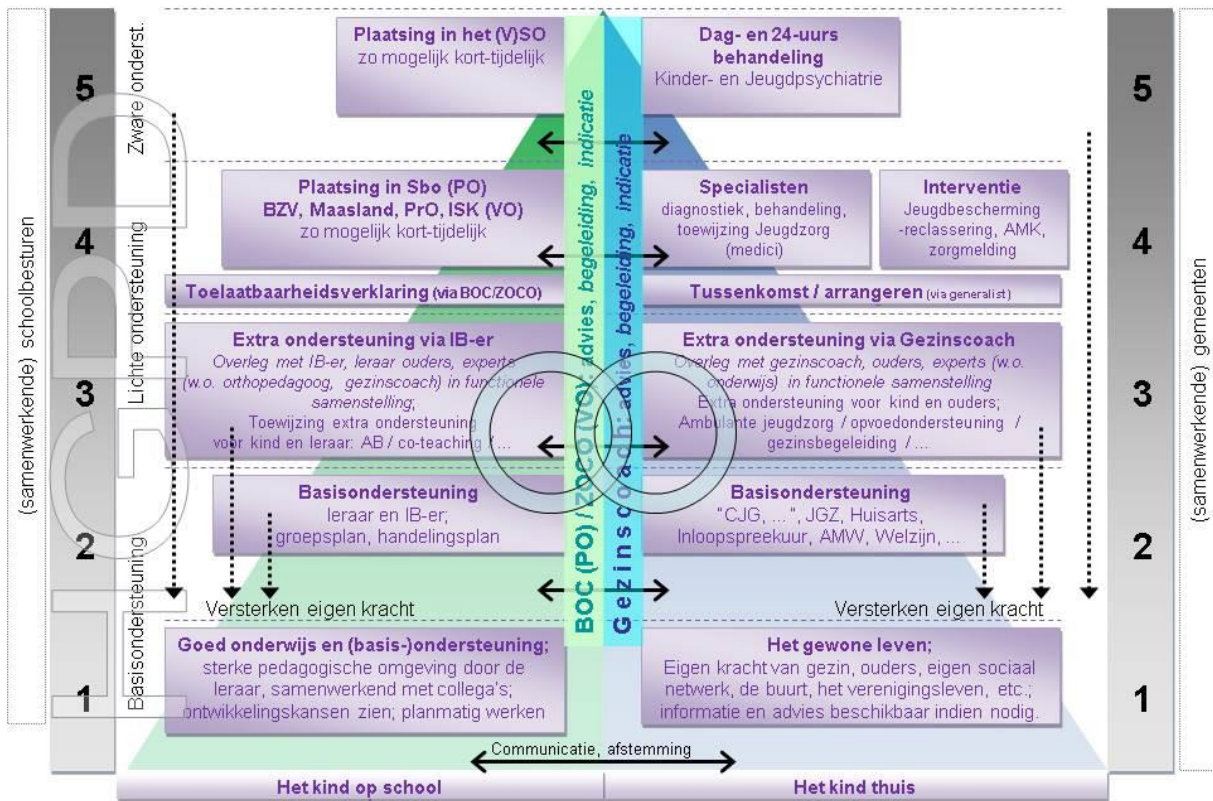 (samenwerkende) schoolbesturen
5
4
3
2
1
Zware onderst.
Lichte ondersteuning
Basisondersteuning
Plaatsing in het (V)SO
zo mogelijk kort-tijdelijk
Dag- en 24-uurs
behandeling
Kinder- en Jeugdpsychiatrie
Plaatsing in Sbo (PO)
BZV, Maasland, PrO, ISK (VO)
zo mogelijk kort-tijdelijk
Specialisten
diagnostiek, behandeling,
toewijzing Jeugdzorg
(medici)
Interventie
Jeugdbescherming
-reclassering, AMK,
zorgmelding
Toelaatbaarheidsverklaring (via BOC/ZOCO)
Tussenkomst / arrangeren (via generalist)
Extra ondersteuning via IB-er
Overleg met IB-er, leraar ouders, experts
(w.o. orthopedagoog, gezinscoach) in functionele
samenstelling;
Toewijzing extra ondersteuning
voor kind en leraar: AB / co-teaching / ...
Extra ondersteuning via Gezinscoach
Overleg met gezinscoach, ouders, experts (w.o.
onderwijs) in functionele samenstelling
Extra ondersteuning voor kind en ouders;
Ambulante jeugdzorg / opvoedondersteuning /
gezinsbegeleiding / ....
Basisondersteuning
leraar en IB-er;
groepsplan, handelingsplan
Basisondersteuning
"CJG, ... ", JGZ, Huisarts,
Inloopspreekuur, AMW, Welzijn, ...
Versterken eigen kracht
Versterken eigen kracht
Goed onderwijs en (basis-)ondersteuning;
sterke pedagogische omgeving door de
leraar, samenwerkend met collega's;
ontwikkelingskansen zien; planmatig werken
Het gewone leven;
Eigen kracht van gezin, ouders, eigen sociaal
netwerk, de buurt, het verenigingsleven, etc.;
informatie en advies beschikbaar indien nodig.
BOC (PO) / ZOCO (VO): advies, begeleiding, indicatie
Gezinscoach: advies, begeleiding, indicatie
Communicatie, afstemming
Het kind op school
Het kind thuis
5
4
3
2
1
(samenwerkende) gemeenten